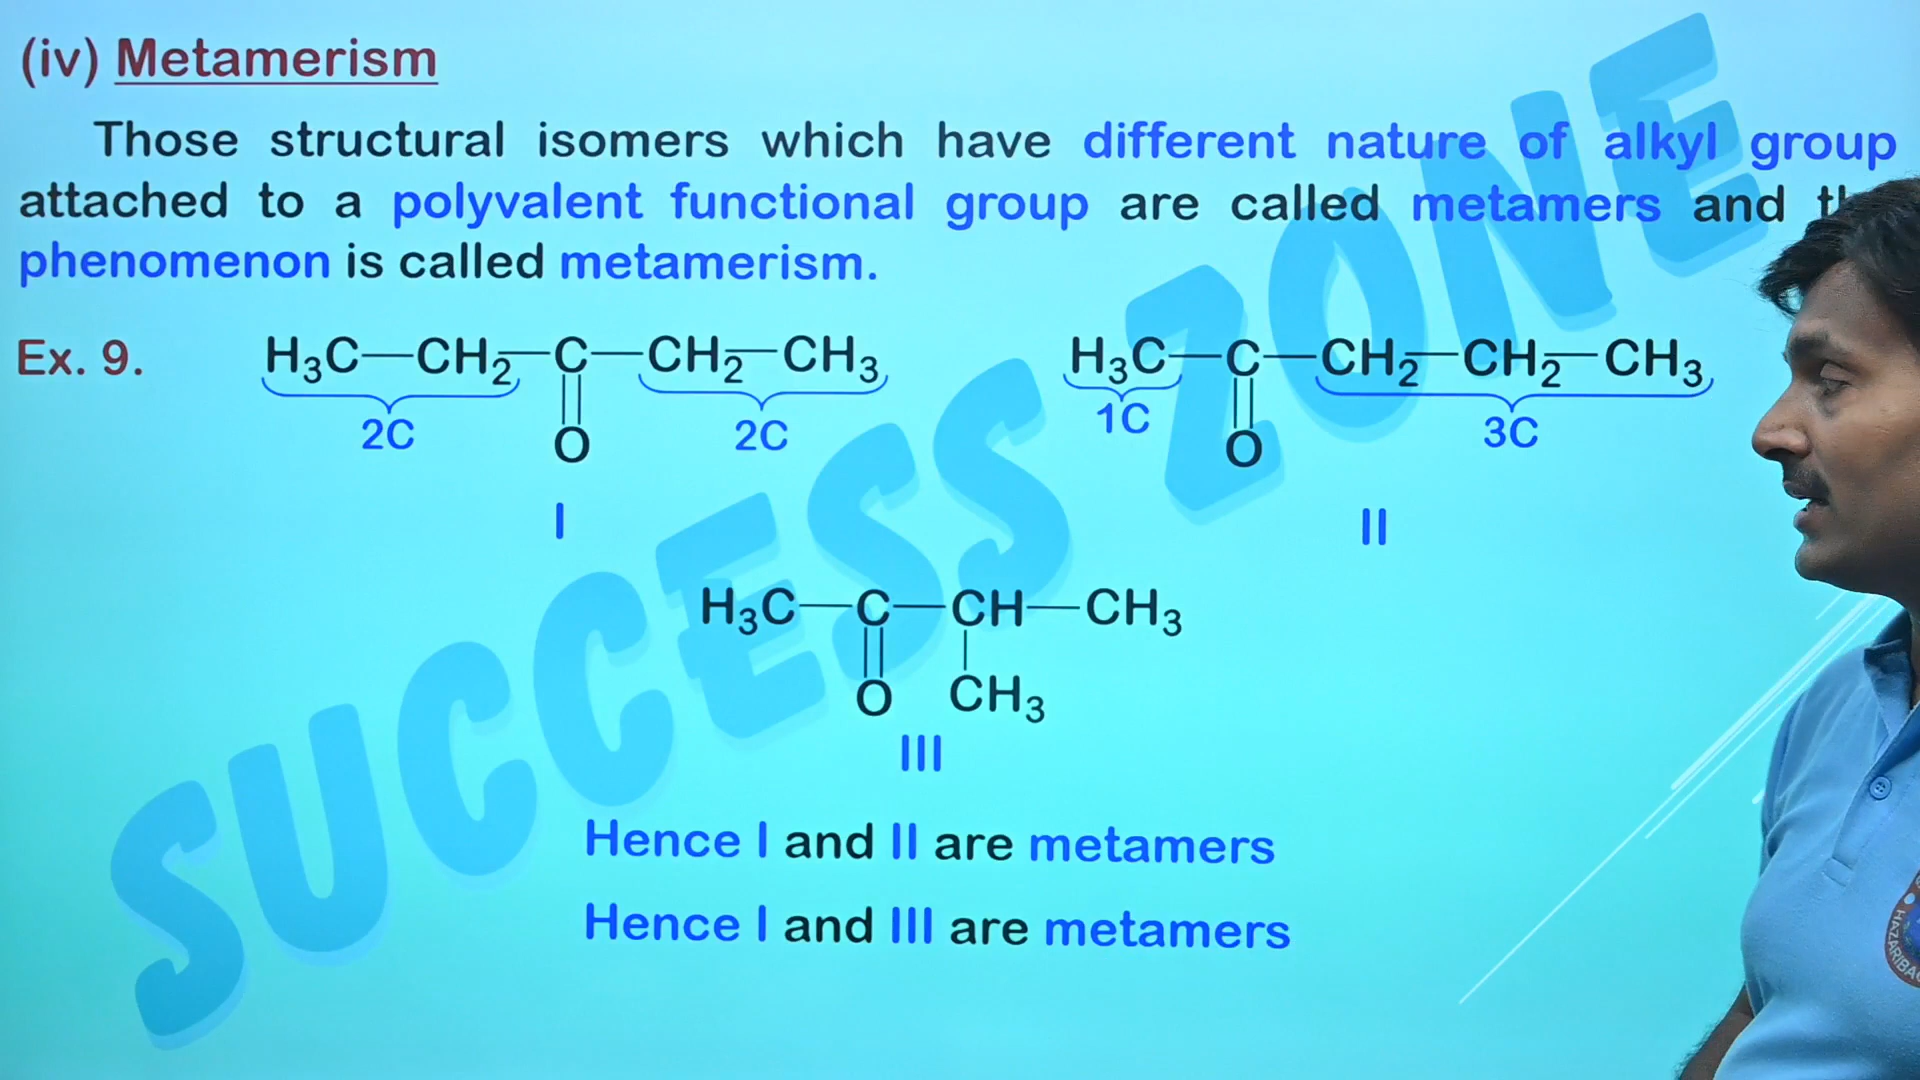 (iv) Metamerism
Those structural isomers which have different nature of alkyl group
attached to a polyvalent functional group are called metamers and
phenomenon is called metamerism.
Ex. 9. H₃C—CH₂—C—CH₂—CH₃ H₃C—C—CH₂—CH₂—CH₃
2C O 2C 1C O 3C
I II
H₃C—C—CH—CH₃
O CH₃
III
Hence I and II are metamers
Hence I and III are metamers
SUCCESS ZONE